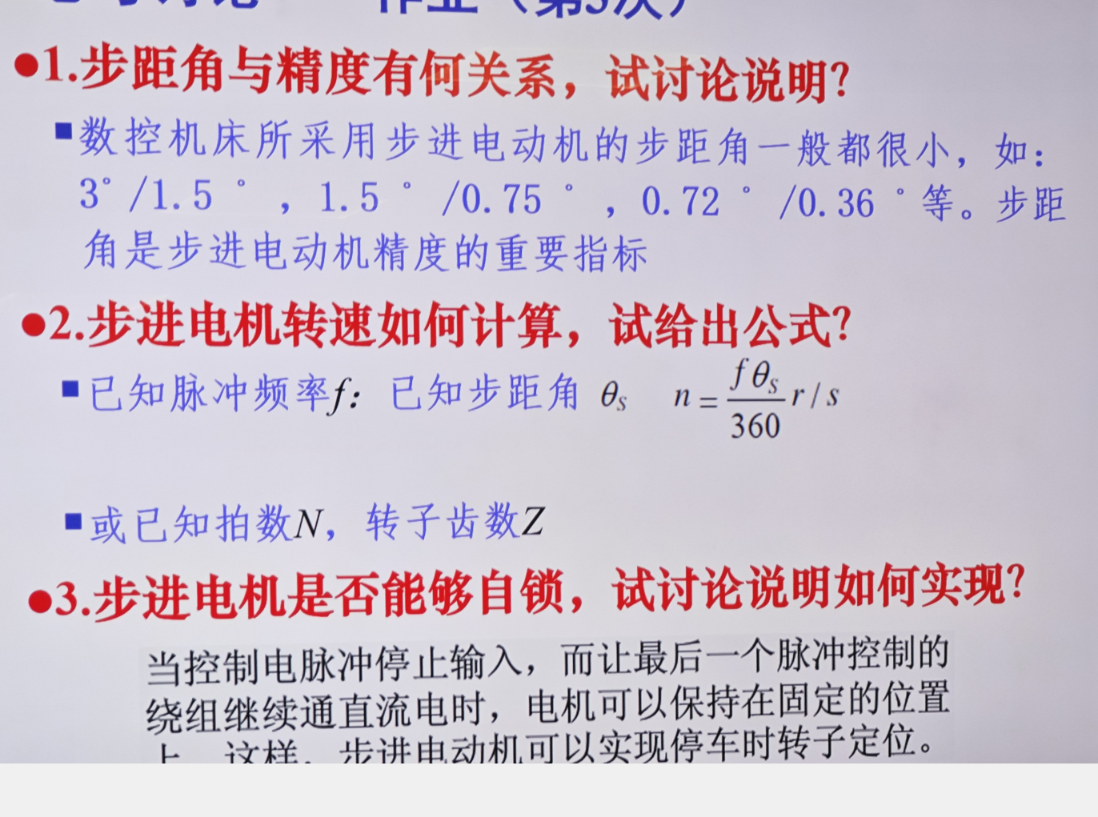 作业（第3次）
●1.步距角与精度有何关系，试讨论说明？
■数控机床所采用步进电动机的步距角一般都很小，如：
3°/1.5 °，1.5 °/0.75 °，0.72 °/0.36 °等。步距
角是步进电动机精度的重要指标
●2.步进电机转速如何计算，试给出公式？
■已知脉冲频率f：已知步距角 θs n=fθs/360 r/s
■或已知拍数N，转子齿数Z
●3.步进电机是否能够自锁，试讨论说明如何实现？
当控制电脉冲停止输入，而让最后一个脉冲控制的
绕组继续通直流电时，电机可以保持在固定的位置
上，这样，步进电动机可以实现停车时转子定位。